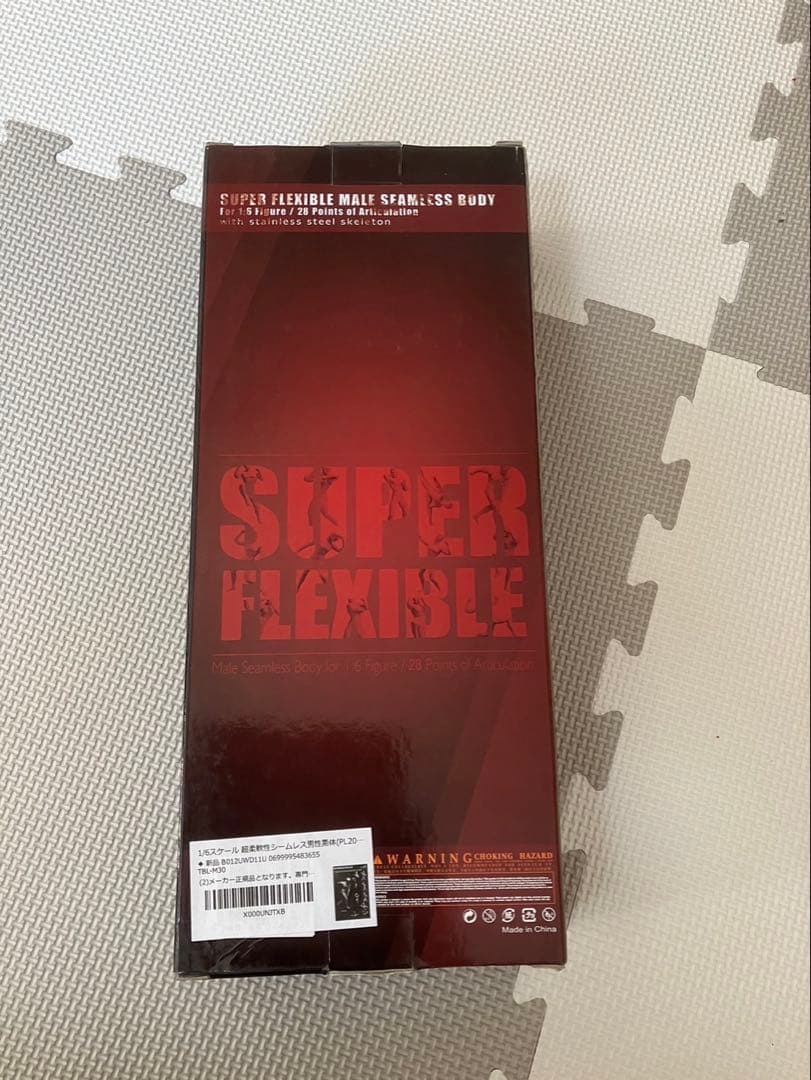 SUPER FLEXIBLE MALE SEAMLESS BODY
For 1:6 Figure / 28 Points of Articulation
with stainless steel skeleton
SUPER
FLEXIBLE
Male Seamless Body for 1:6 Figure / 28 Points of Articulation
1/6スケール 超柔軟性シームレス男性素体(PL20…
◆ 新品 B012UWD11U 0699995483655
TBL-M30
(2)メーカー正規品となります。専門…
X000UNJTXB
WARNING CHOKING HAZARD
Made in China